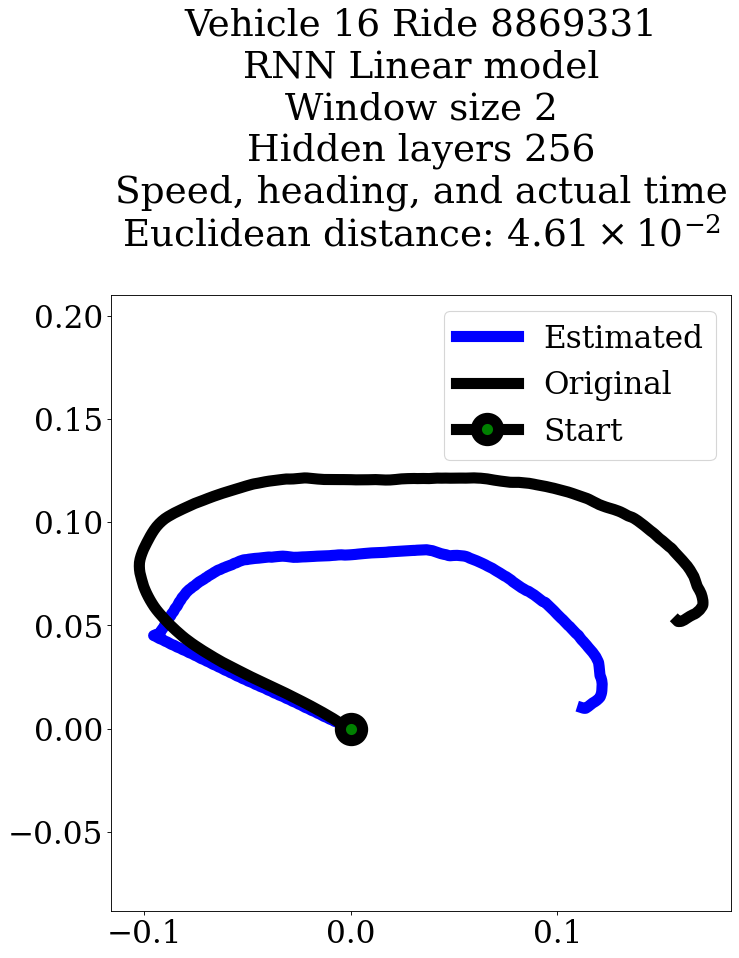 Vehicle 16 Ride 8869331
RNN Linear model
Window size 2
Hidden layers 256
Speed, heading, and actual time
Euclidean distance: 4.61 × 10⁻²
Estimated
Original
Start
0.20
0.15
0.10
0.05
0.00
−0.05
−0.1
0.0
0.1